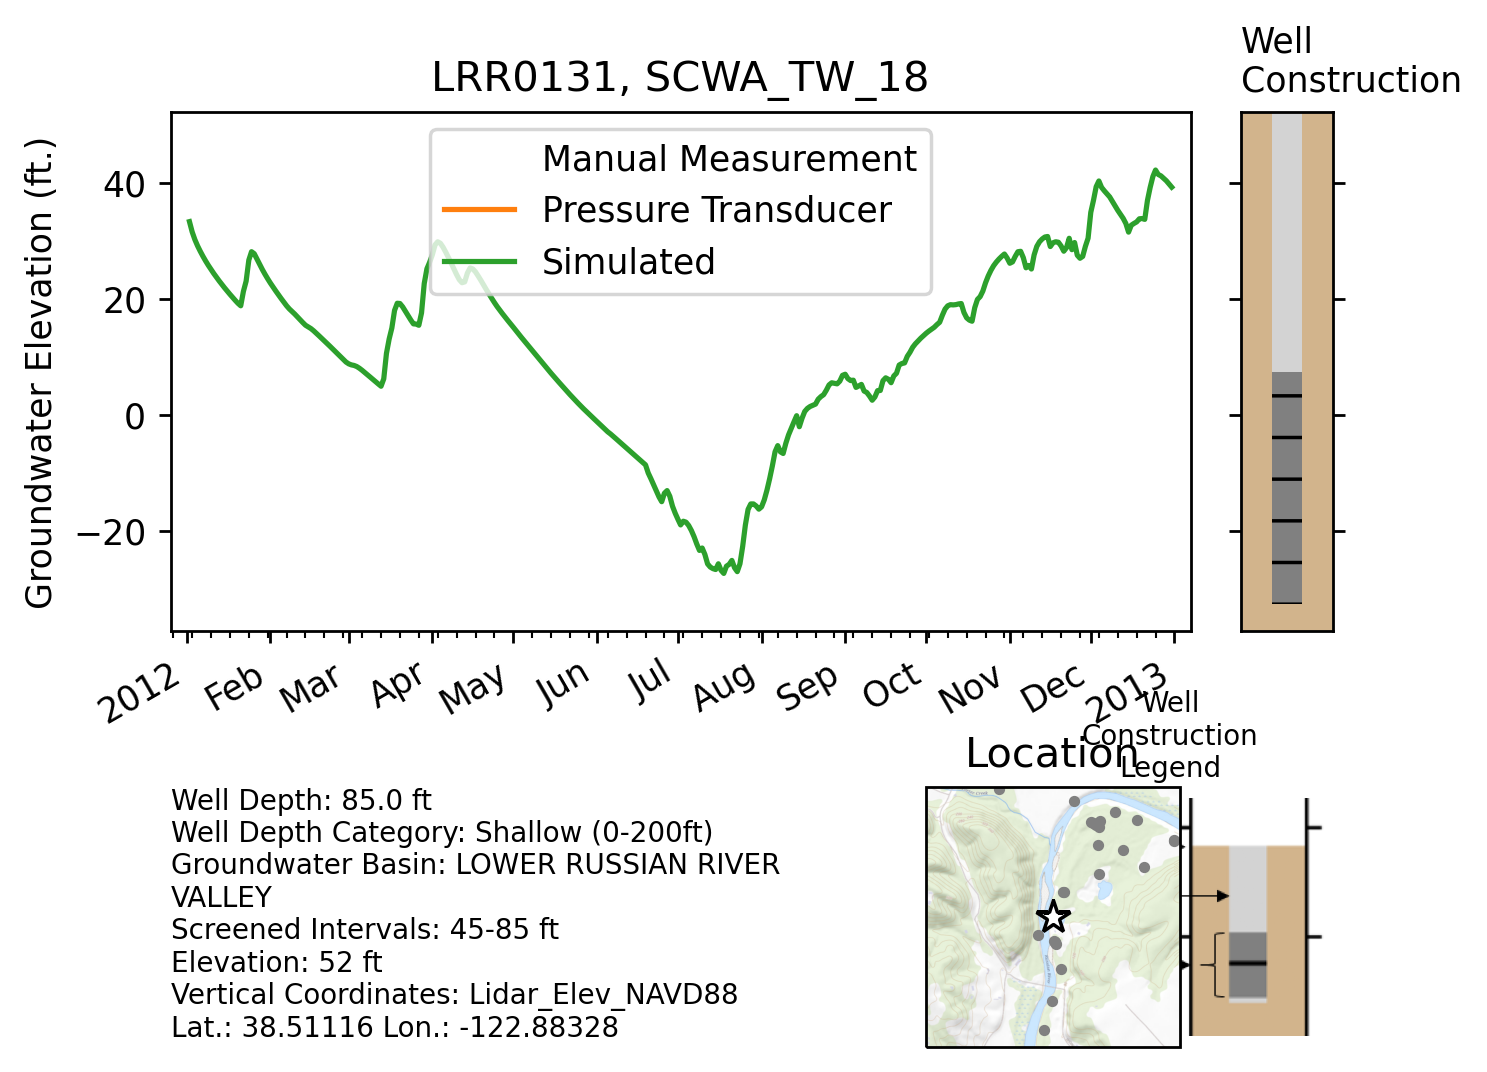 Well
Construction
LRR0131, SCWA_TW_18
Groundwater Elevation (ft.)
Manual Measurement
Pressure Transducer
Simulated
40
20
0
−20
2012 Feb Mar Apr May Jun Jul Aug Sep Oct Nov Dec 2013
Well
Construction
Legend
Location
Well Depth: 85.0 ft
Well Depth Category: Shallow (0-200ft)
Groundwater Basin: LOWER RUSSIAN RIVER
VALLEY
Screened Intervals: 45-85 ft
Elevation: 52 ft
Vertical Coordinates: Lidar_Elev_NAVD88
Lat.: 38.51116 Lon.: -122.88328